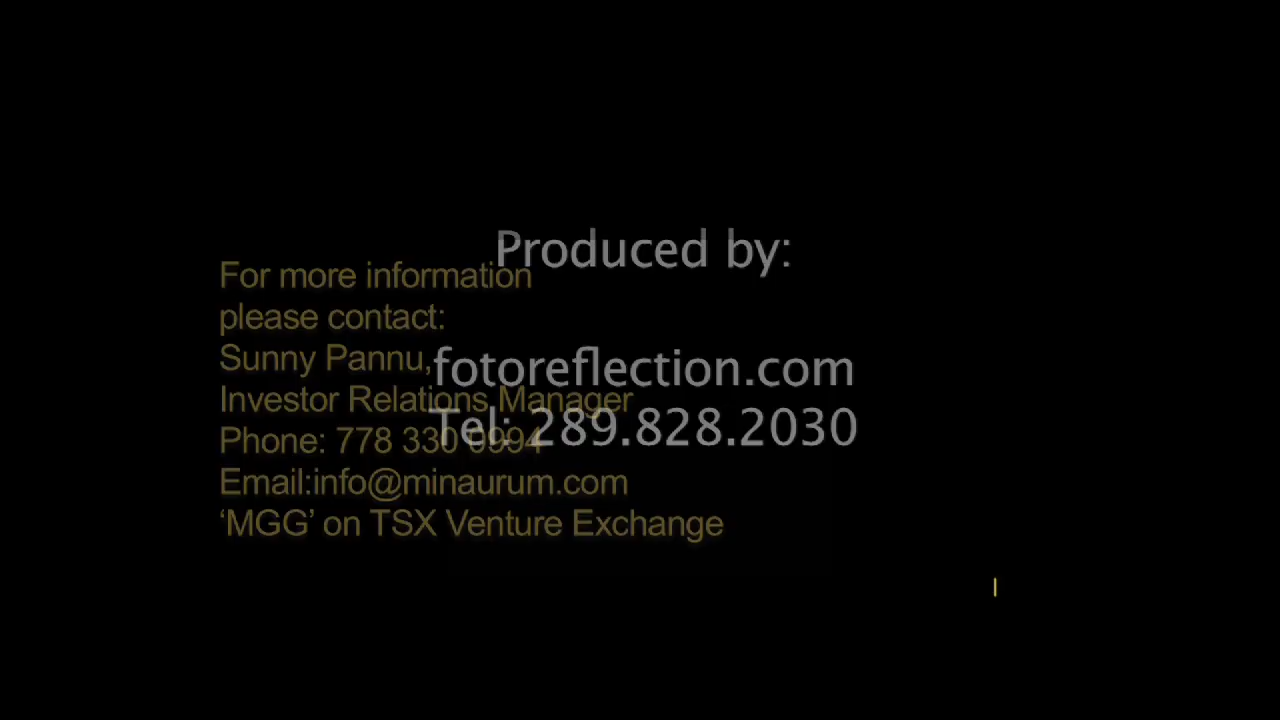 Produced by:
fotoreflection.com
Tel: 289.828.2030
For more information
please contact:
Sunny Pannu,
Investor Relations Manager
Phone: 778 330 0994
Email:info@minaurum.com
‘MGG’ on TSX Venture Exchange